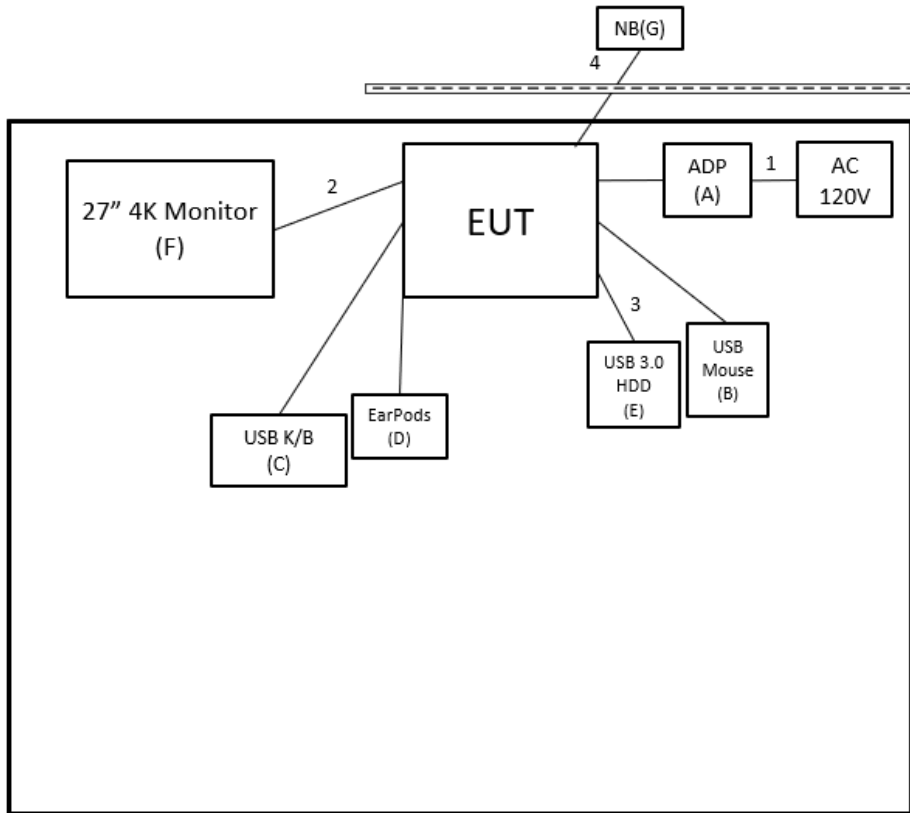 NB(G)
4
27” 4K Monitor
(F)
2
EUT
ADP
(A)
1
AC
120V
3
USB 3.0
HDD
(E)
USB
Mouse
(B)
EarPods
(D)
USB K/B
(C)